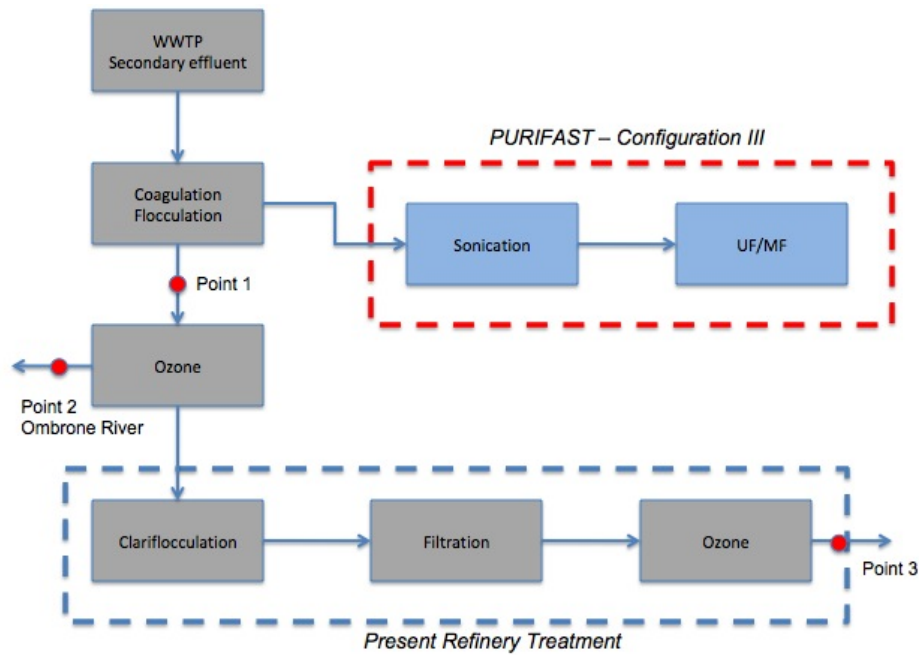 WWTP
Secondary effluent
PURIFAST – Configuration III
Coagulation
Flocculation
Sonication
UF/MF
Point 1
Ozone
Point 2
Ombrone River
Clariflocculation
Filtration
Ozone
Point 3
Present Refinery Treatment